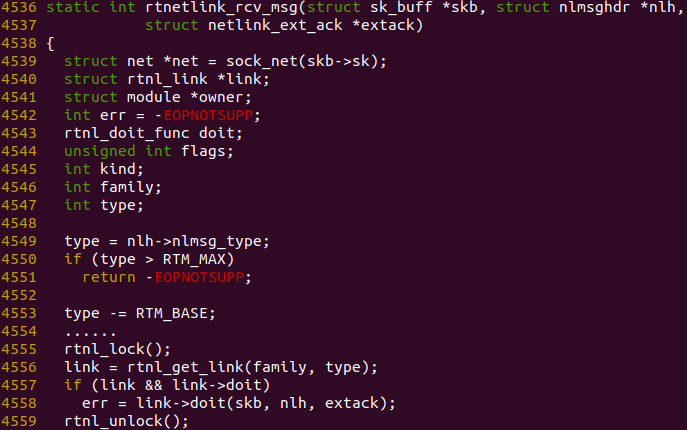 4536 static int rtnetlink_rcv_msg(struct sk_buff *skb, struct nlmsghdr *nlh,
4537             struct netlink_ext_ack *extack)
4538 {
4539   struct net *net = sock_net(skb->sk);
4540   struct rtnl_link *link;
4541   struct module *owner;
4542   int err = -EOPNOTSUPP;
4543   rtnl_doit_func doit;
4544   unsigned int flags;
4545   int kind;
4546   int family;
4547   int type;
4548
4549   type = nlh->nlmsg_type;
4550   if (type > RTM_MAX)
4551     return -EOPNOTSUPP;
4552
4553   type -= RTM_BASE;
4554   ......
4555   rtnl_lock();
4556   link = rtnl_get_link(family, type);
4557   if (link && link->doit)
4558     err = link->doit(skb, nlh, extack);
4559   rtnl_unlock();